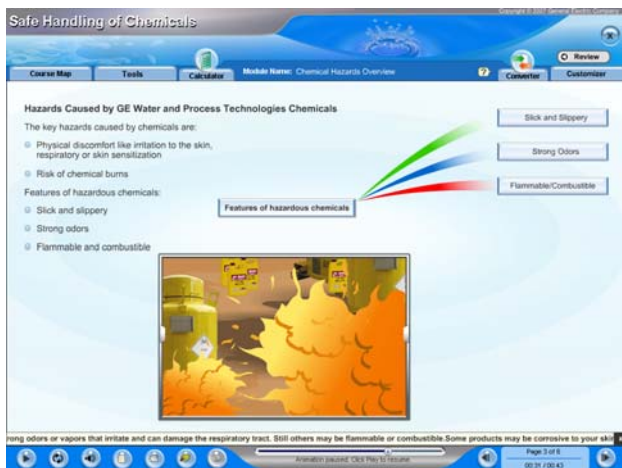 Copyright © 2007 General Electric Company
Safe Handling of Chemicals
Review
Course Map
Tools
Calculator
Module Name: Chemical Hazards Overview
?
Converter
Customizer
Hazards Caused by GE Water and Process Technologies Chemicals
The key hazards caused by chemicals are:
Physical discomfort like irritation to the skin,
respiratory or skin sensitization
Risk of chemical burns
Features of hazardous chemicals:
Slick and slippery
Strong odors
Flammable and combustible
Features of hazardous chemicals
Slick and Slippery
Strong Odors
Flammable/Combustible
rong odors or vapors that irritate and can damage the respiratory tract. Still others may be flammable or combustible.Some products may be corrosive to your skin
Animation paused. Click Play to resume.
Page 3 of 6
00:31 / 00:43